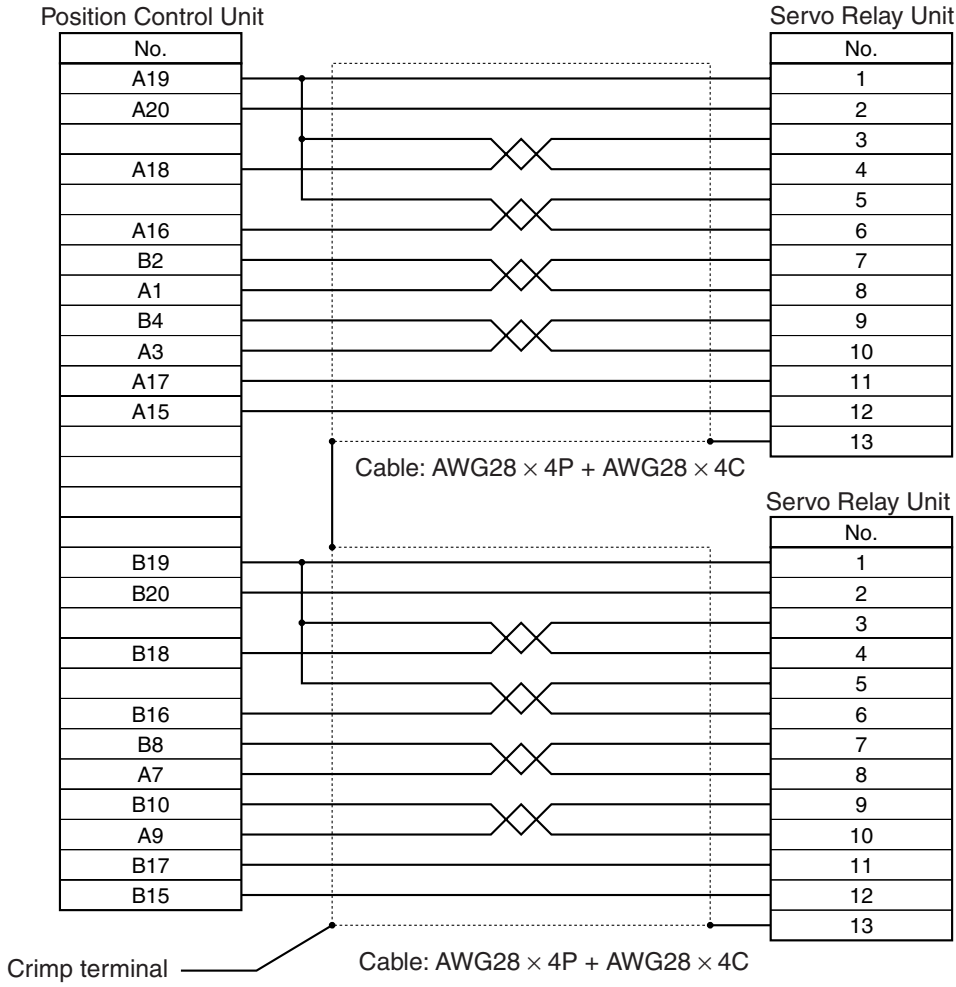 Position Control Unit Servo Relay Unit
No. No.
A19 1
A20 2
3
A18 4
5
A16 6
B2 7
A1 8
B4 9
A3 10
A17 11
A15 12
13
Cable: AWG28 × 4P + AWG28 × 4C
Servo Relay Unit
No.
B19 1
B20 2
3
B18 4
5
B16 6
B8 7
A7 8
B10 9
A9 10
B17 11
B15 12
13
Crimp terminal Cable: AWG28 × 4P + AWG28 × 4C